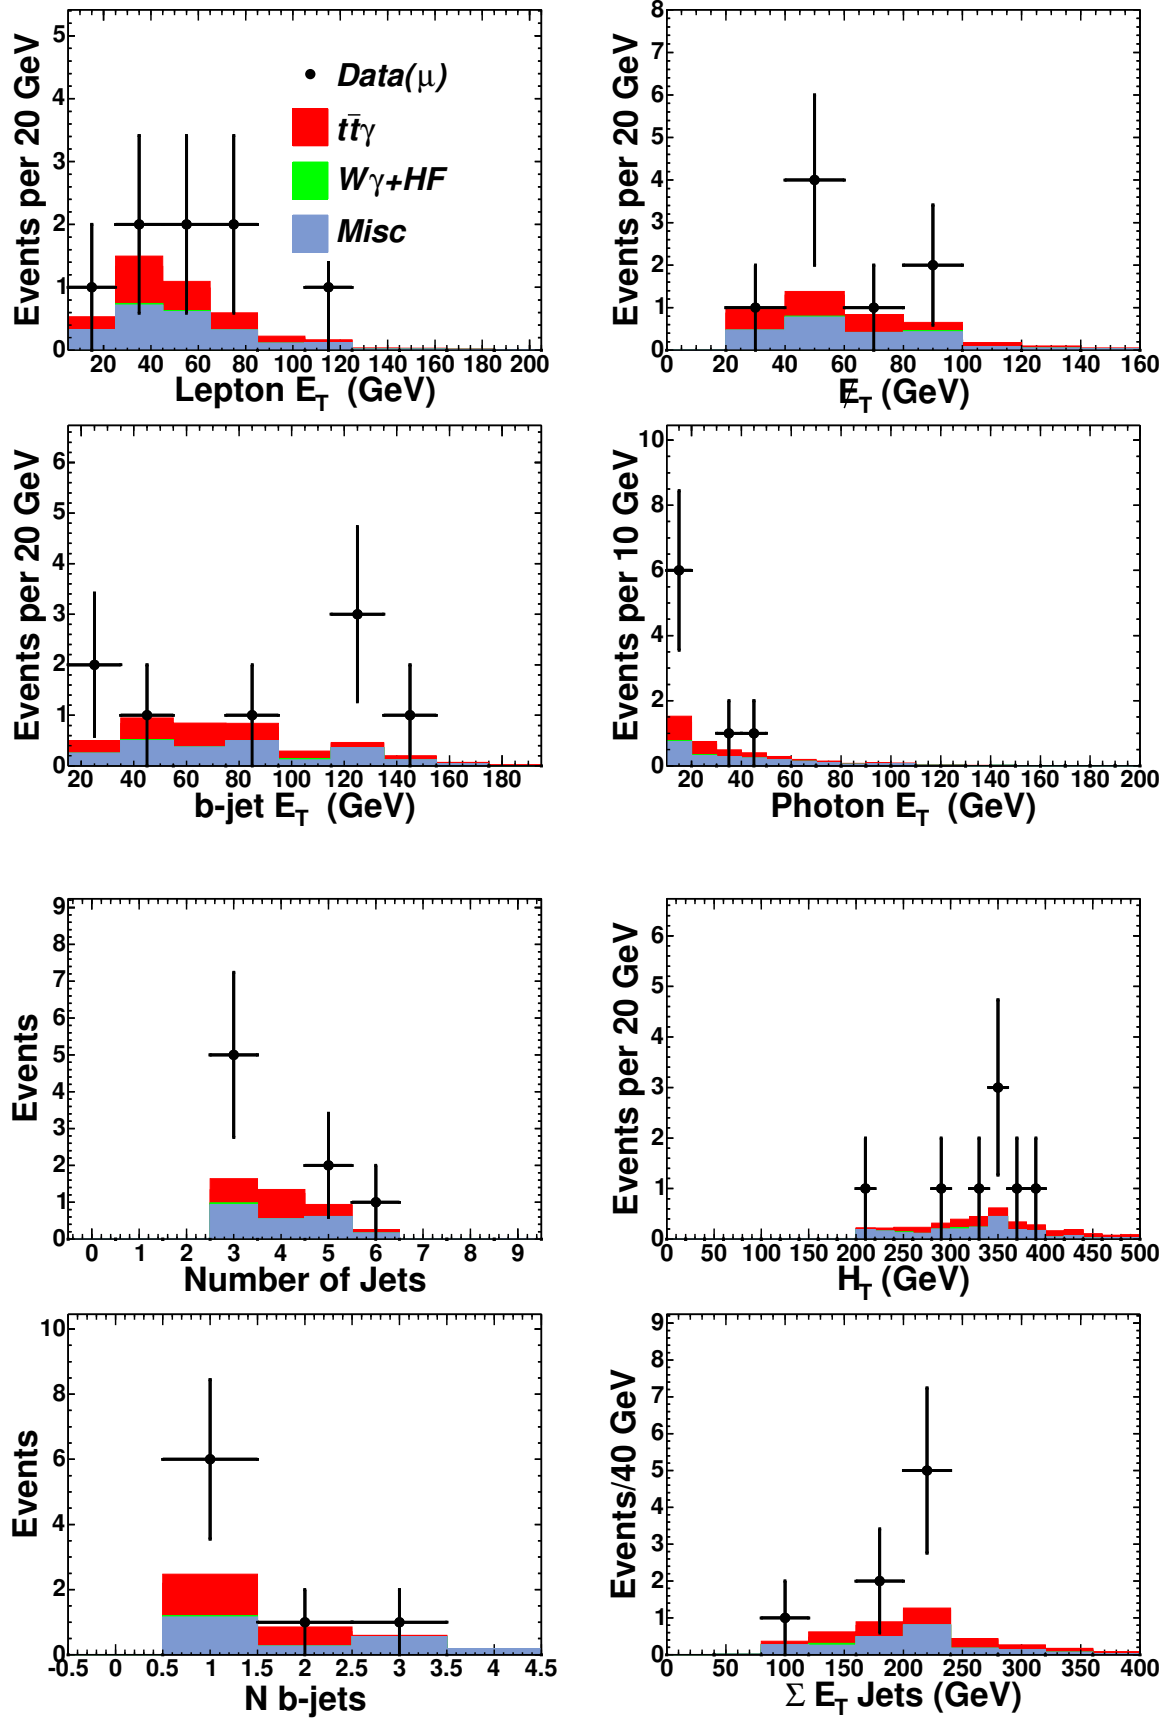 Events per 20 GeV
5
4
3
2
1
0
Data(μ)
tt̄γ
Wγ+HF
Misc
20 40 60 80 100 120 140 160 180 200
Lepton E_T (GeV)
Events per 20 GeV
8
7
6
5
4
3
2
1
0
0 20 40 60 80 100 120 140 160
E̸_T (GeV)
Events per 20 GeV
6
5
4
3
2
1
0
20 40 60 80 100 120 140 160 180
b-jet E_T (GeV)
Events per 10 GeV
10
8
6
4
2
0
20 40 60 80 100 120 140 160 180 200
Photon E_T (GeV)
Events
9
8
7
6
5
4
3
2
1
0
0 1 2 3 4 5 6 7 8 9
Number of Jets
Events per 20 GeV
6
5
4
3
2
1
0
0 50 100 150 200 250 300 350 400 450 500
H_T (GeV)
Events
10
8
6
4
2
0
-0.5 0 0.5 1 1.5 2 2.5 3 3.5 4 4.5
N b-jets
Events/40 GeV
9
8
7
6
5
4
3
2
1
0
0 50 100 150 200 250 300 350 400
Σ E_T Jets (GeV)